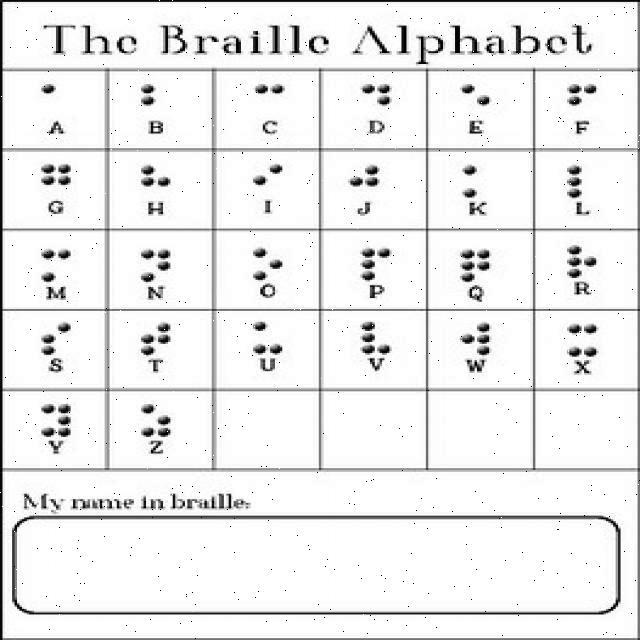 The Braille Alphabet
A B C D E F
G H I J K L
M N O P Q R
S T U V W X
Y Z
My name in braille: